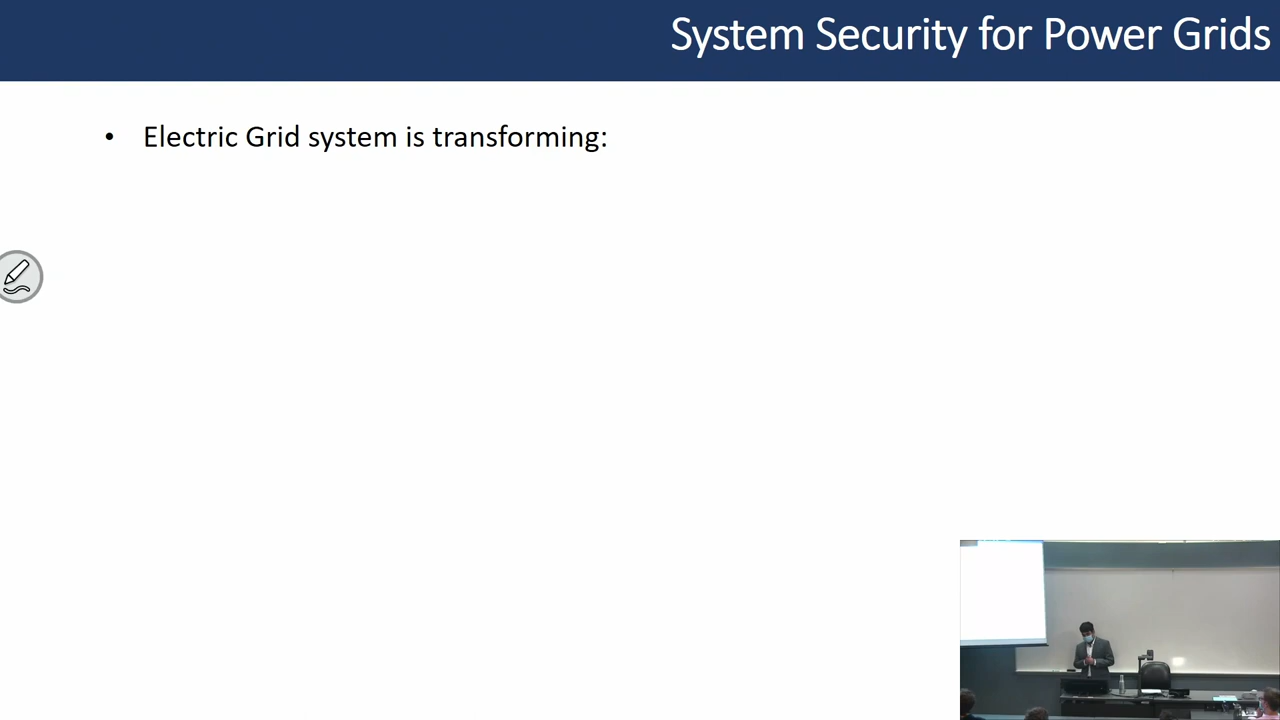 System Security for Power Grids
• Electric Grid system is transforming: